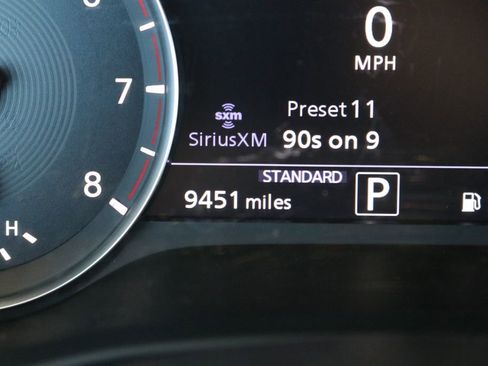 0
MPH
7
sxm
Preset 11
SiriusXM
90s on 9
8
STANDARD
9451 miles
P
H